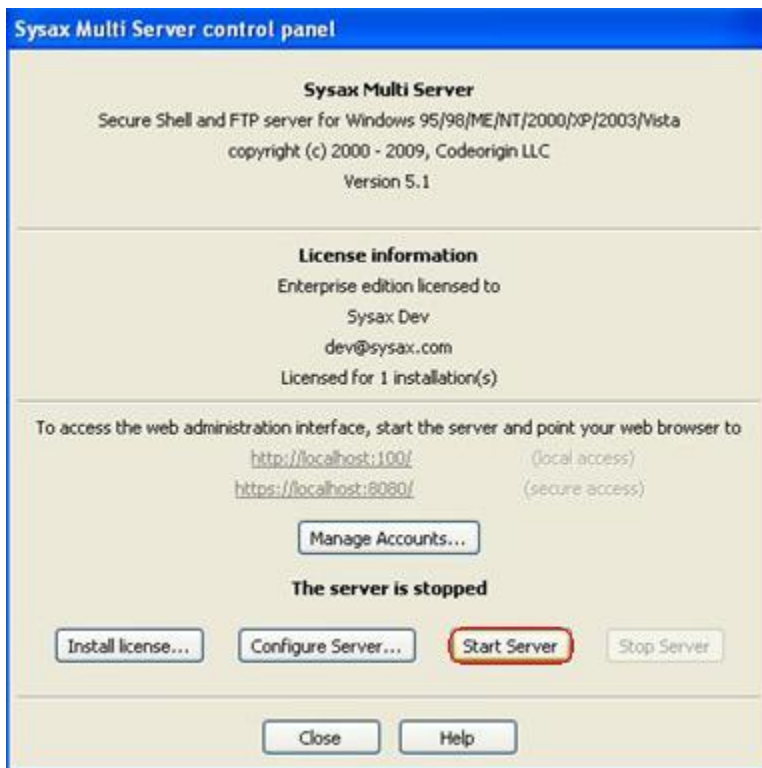 Sysax Multi Server control panel
Sysax Multi Server
Secure Shell and FTP server for Windows 95/98/ME/NT/2000/XP/2003/Vista
copyright (c) 2000 - 2009, Codeorigin LLC
Version 5.1
License information
Enterprise edition licensed to
Sysax Dev
dev@sysax.com
Licensed for 1 installation(s)
To access the web administration interface, start the server and point your web browser to
http://localhost:100/ (local access)
https://localhost:8080/ (secure access)
Manage Accounts...
The server is stopped
Install license... Configure Server... Start Server Stop Server
Close Help